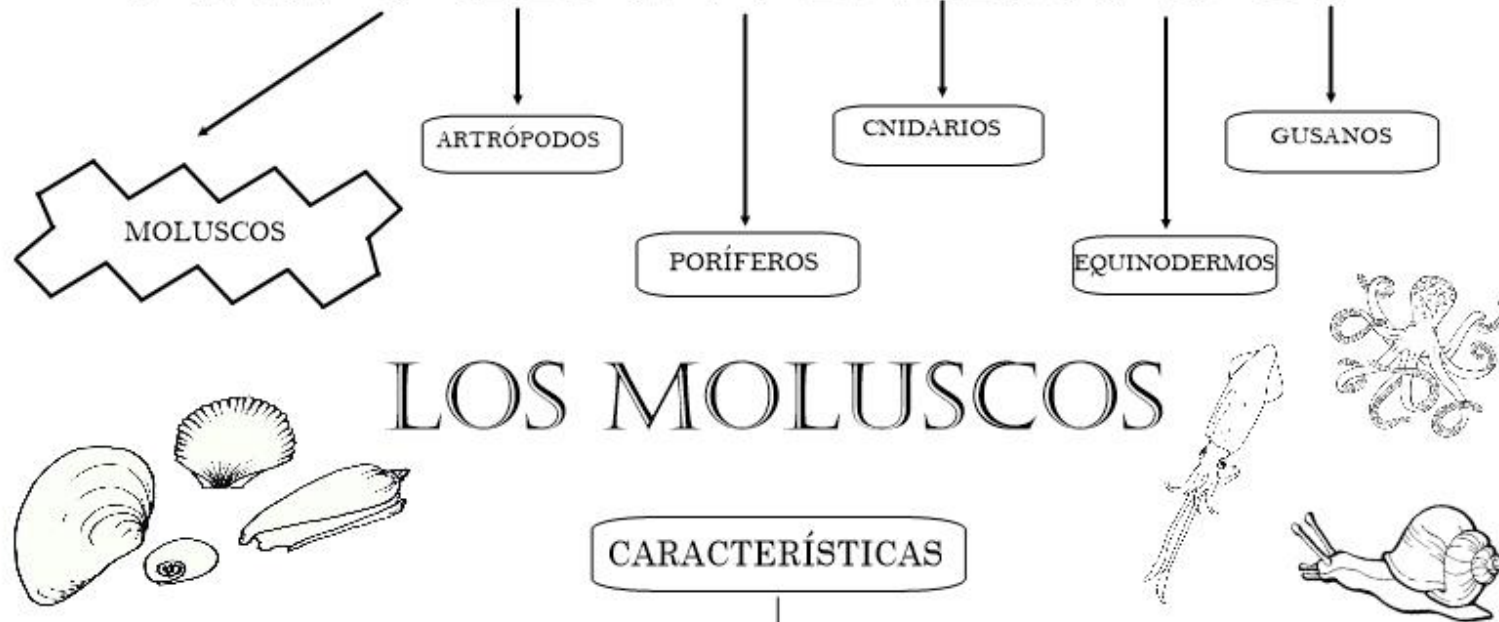 ARTRÓPODOS
CNIDARIOS
GUSANOS
MOLUSCOS
PORÍFEROS
EQUINODERMOS
LOS MOLUSCOS
CARACTERÍSTICAS